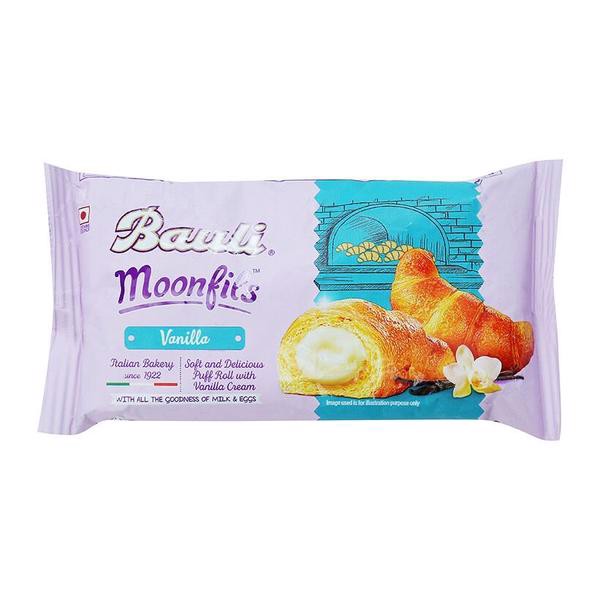 Bauli®
Moonfils™
Vanilla
Italian Bakery
since 1922
Soft and Delicious
Puff Roll with
Vanilla Cream
WITH ALL THE GOODNESS OF MILK & EGGS
Image used is for illustration purpose only